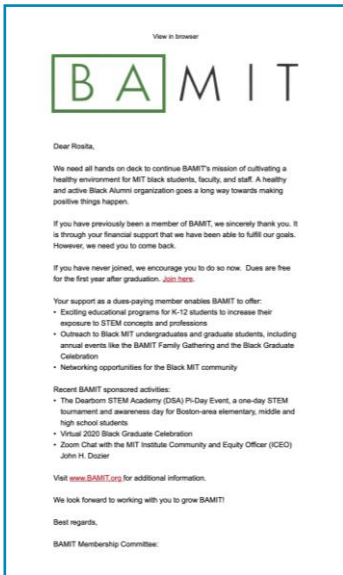 View in browser
BAMIT
Dear Rosita,
We need all hands on deck to continue BAMIT's mission of cultivating a
healthy environment for MIT black students, faculty, and staff. A healthy
and active Black Alumni organization goes a long way towards making
positive things happen.
If you have previously been a member of BAMIT, we sincerely thank you. It
is through your financial support that we have been able to fulfill our goals.
However, we need you to come back.
If you have never joined, we encourage you to do so now. Dues are free
for the first year after graduation. Join here.
Your support as a dues-paying member enables BAMIT to offer:
• Exciting educational programs for K-12 students to increase their
exposure to STEM concepts and professions
• Outreach to Black MIT undergraduates and graduate students, including
annual events like the BAMIT Family Gathering and the Black Graduate
Celebration
• Networking opportunities for the Black MIT community
Recent BAMIT sponsored activities:
• The Dearborn STEM Academy (DSA) Pi-Day Event, a one-day STEM
tournament and awareness day for Boston-area elementary, middle and
high school students
• Virtual 2020 Black Graduate Celebration
• Zoom Chat with the MIT Institute Community and Equity Officer (ICEO)
John H. Dozier
Visit www.BAMIT.org for additional information.
We look forward to working with you to grow BAMIT!
Best regards,
BAMIT Membership Committee: